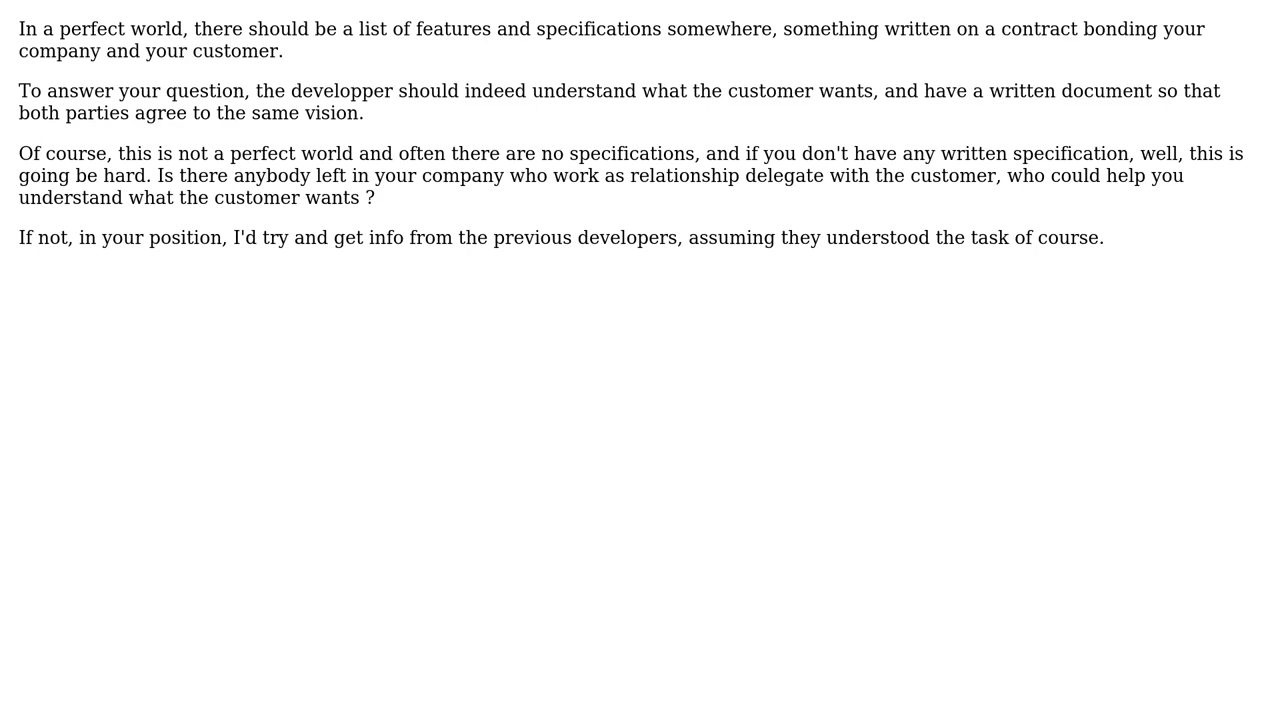 In a perfect world, there should be a list of features and specifications somewhere, something written on a contract bonding your
company and your customer.
To answer your question, the developper should indeed understand what the customer wants, and have a written document so that
both parties agree to the same vision.
Of course, this is not a perfect world and often there are no specifications, and if you don't have any written specification, well, this is
going be hard. Is there anybody left in your company who work as relationship delegate with the customer, who could help you
understand what the customer wants ?
If not, in your position, I'd try and get info from the previous developers, assuming they understood the task of course.